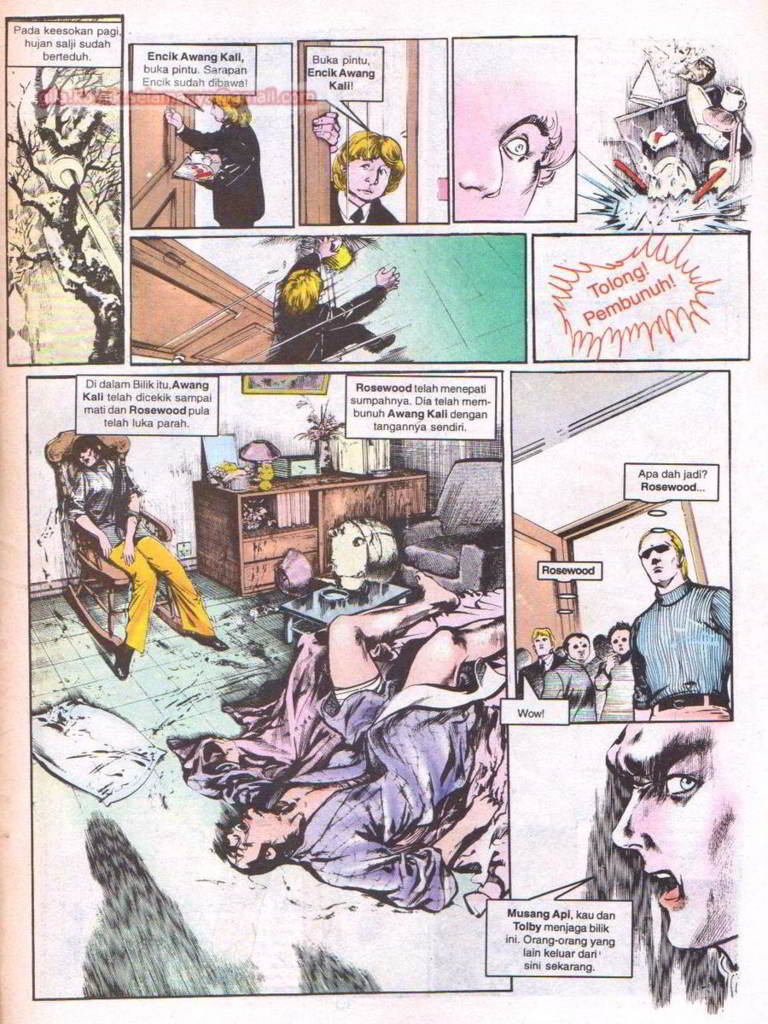 Pada keesokan pagi,
hujan salji sudah
berteduh.
Encik Awang Kali,
buka pintu. Sarapan
Encik sudah dibawa!
Buka pintu,
Encik Awang
Kali!
Tolong!
Pembunuh!
Di dalam Bilik itu,Awang
Kali telah dicekik sampai
mati dan Rosewood pula
telah luka parah.
Rosewood telah menepati
sumpahnya. Dia telah mem-
bunuh Awang Kali dengan
tangannya sendiri.
Apa dah jadi?
Rosewood...
Rosewood
Wow!
Musang Api, kau dan
Tolby menjaga bilik
ini. Orang-orang yang
lain keluar dari
sini sekarang.